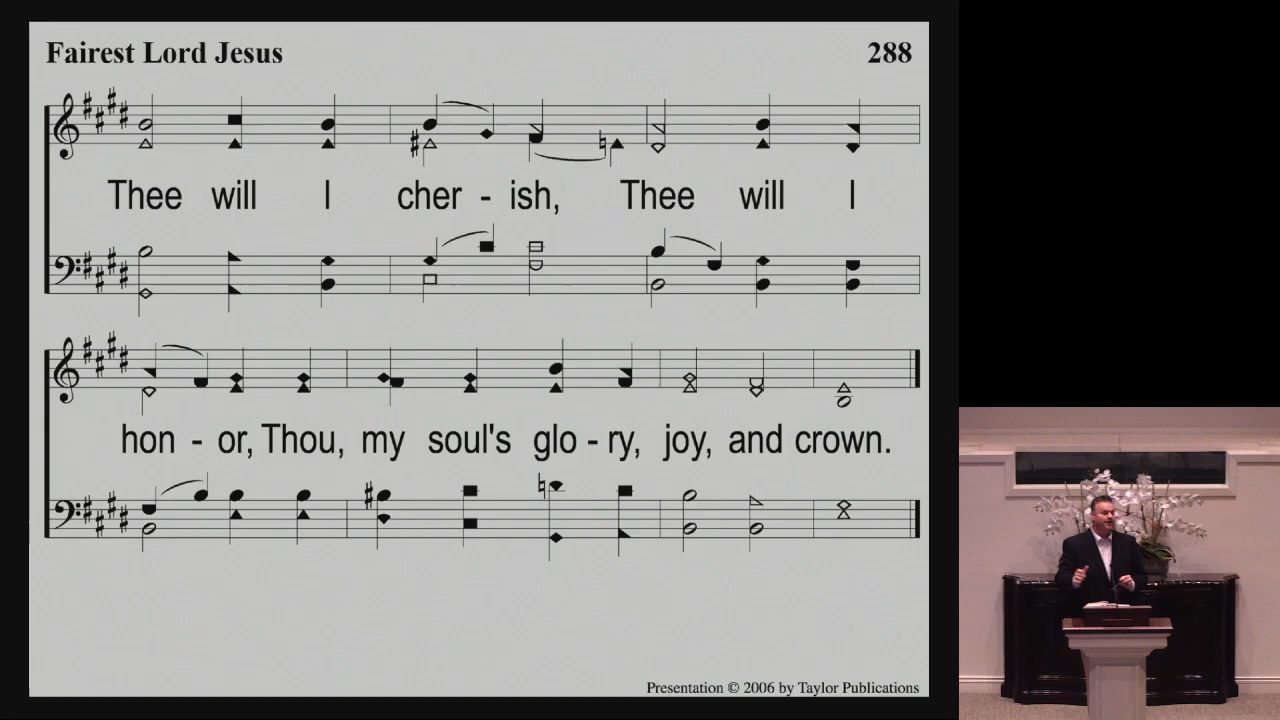 Fairest Lord Jesus 288
Thee will I cher - ish, Thee will I
hon - or, Thou, my soul's glo - ry, joy, and crown.
Presentation © 2006 by Taylor Publications